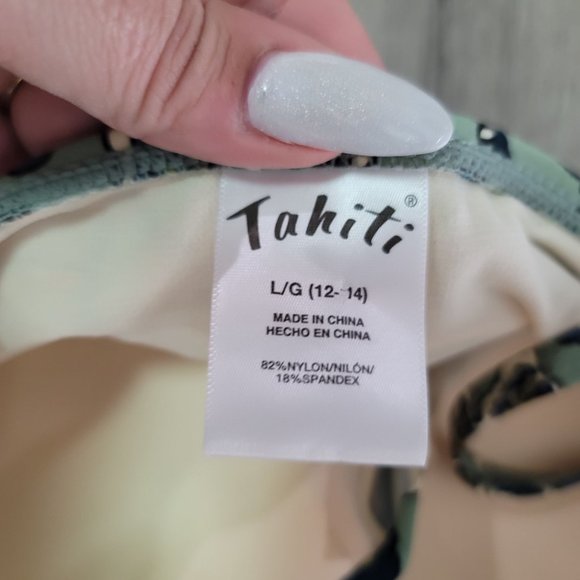 Tahiti®
L/G (12-14)
MADE IN CHINA
HECHO EN CHINA
82%NYLON/NILÓN/
18%SPANDEX